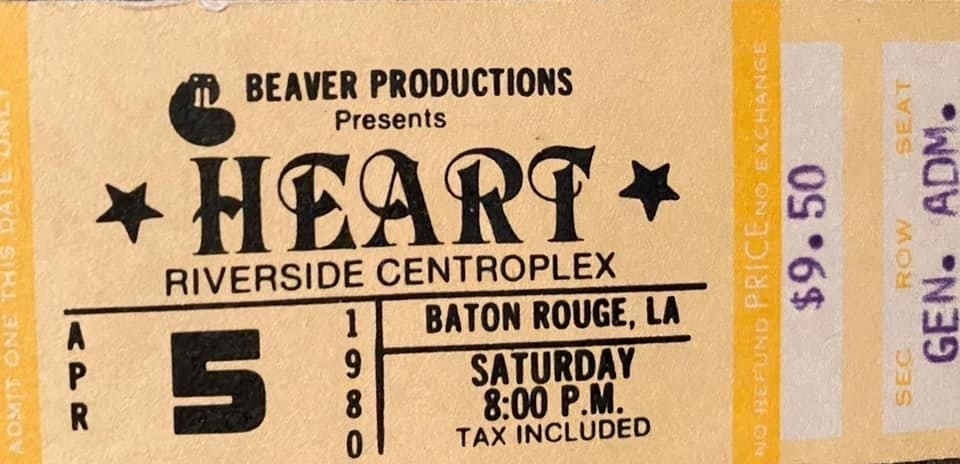 ADMIT ONE THIS DATE ONLY
BEAVER PRODUCTIONS
Presents
HEART
RIVERSIDE CENTROPLEX
APR
5
1980
BATON ROUGE, LA
SATURDAY
8:00 P.M.
TAX INCLUDED
NO REFUND PRICE NO EXCHANGE
$9.50
SEC ROW SEAT
GEN. ADM.